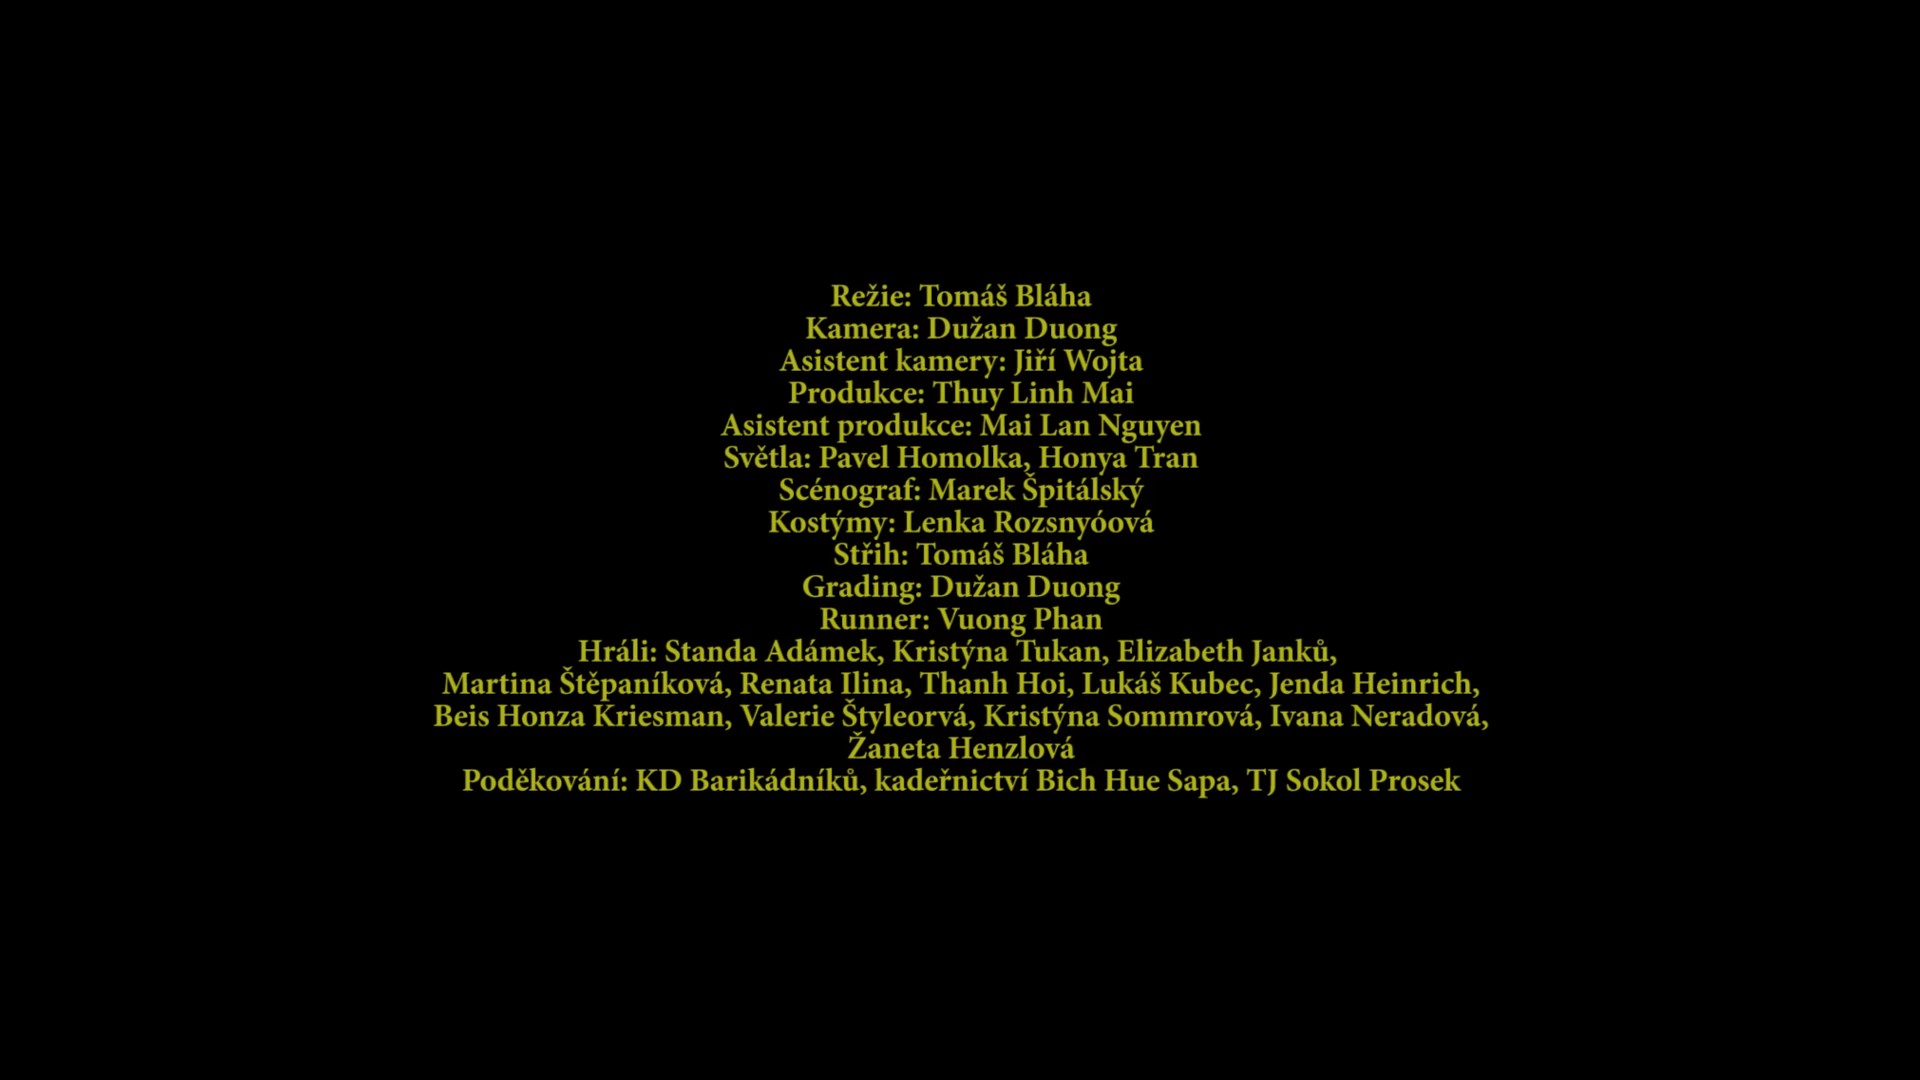 Režie: Tomáš Bláha
Kamera: Dužan Duong
Asistent kamery: Jiří Wojta
Produkce: Thuy Linh Mai
Asistent produkce: Mai Lan Nguyen
Světla: Pavel Homolka, Honya Tran
Scénograf: Marek Špitálský
Kostýmy: Lenka Rozsnyóová
Střih: Tomáš Bláha
Grading: Dužan Duong
Runner: Vuong Phan
Hráli: Standa Adámek, Kristýna Tukan, Elizabeth Janků,
Martina Štěpaníková, Renata Ilina, Thanh Hoi, Lukáš Kubec, Jenda Heinrich,
Beis Honza Kriesman, Valerie Štyleorvá, Kristýna Sommrová, Ivana Neradová,
Žaneta Henzlová
Poděkování: KD Barikádníků, kadeřnictví Bich Hue Sapa, TJ Sokol Prosek